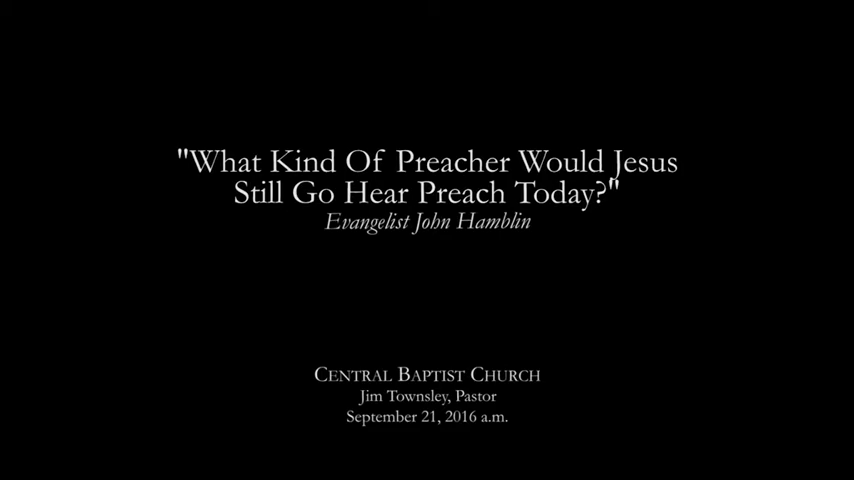 "What Kind Of Preacher Would Jesus
Still Go Hear Preach Today?"
Evangelist John Hamblin
CENTRAL BAPTIST CHURCH
Jim Townsley, Pastor
September 21, 2016 a.m.